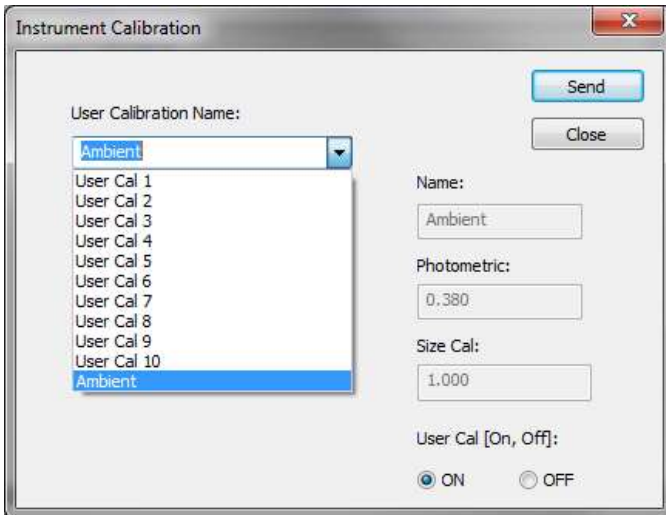 Instrument Calibration
Send
User Calibration Name:
Close
Ambient
User Cal 1
User Cal 2
User Cal 3
User Cal 4
User Cal 5
User Cal 6
User Cal 7
User Cal 8
User Cal 9
User Cal 10
Ambient
Name:
Ambient
Photometric:
0.380
Size Cal:
1.000
User Cal [On, Off]:
ON OFF